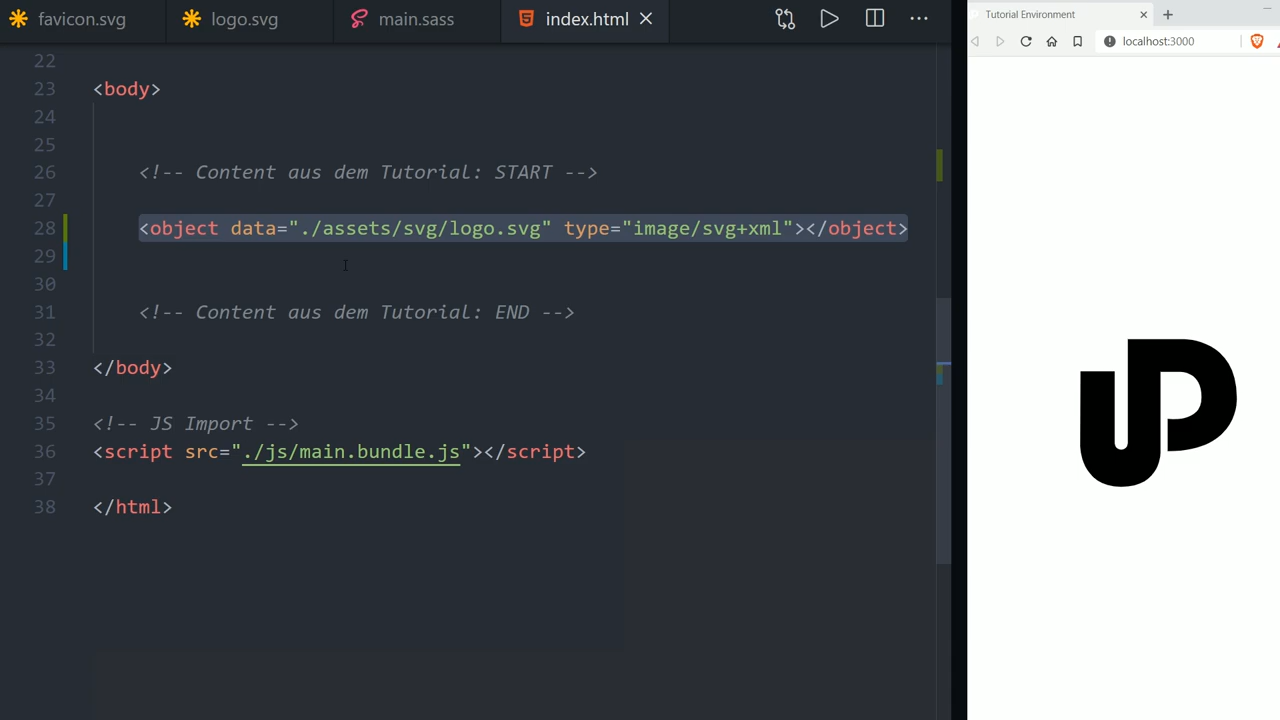 favicon.svg logo.svg main.sass index.html
Tutorial Environment
localhost:3000
22
23 <body>
24
25
26 <!-- Content aus dem Tutorial: START -->
27
28 <object data="./assets/svg/logo.svg" type="image/svg+xml"></object>
29
30
31 <!-- Content aus dem Tutorial: END -->
32
33 </body>
34
35 <!-- JS Import -->
36 <script src="./js/main.bundle.js"></script>
37
38 </html>